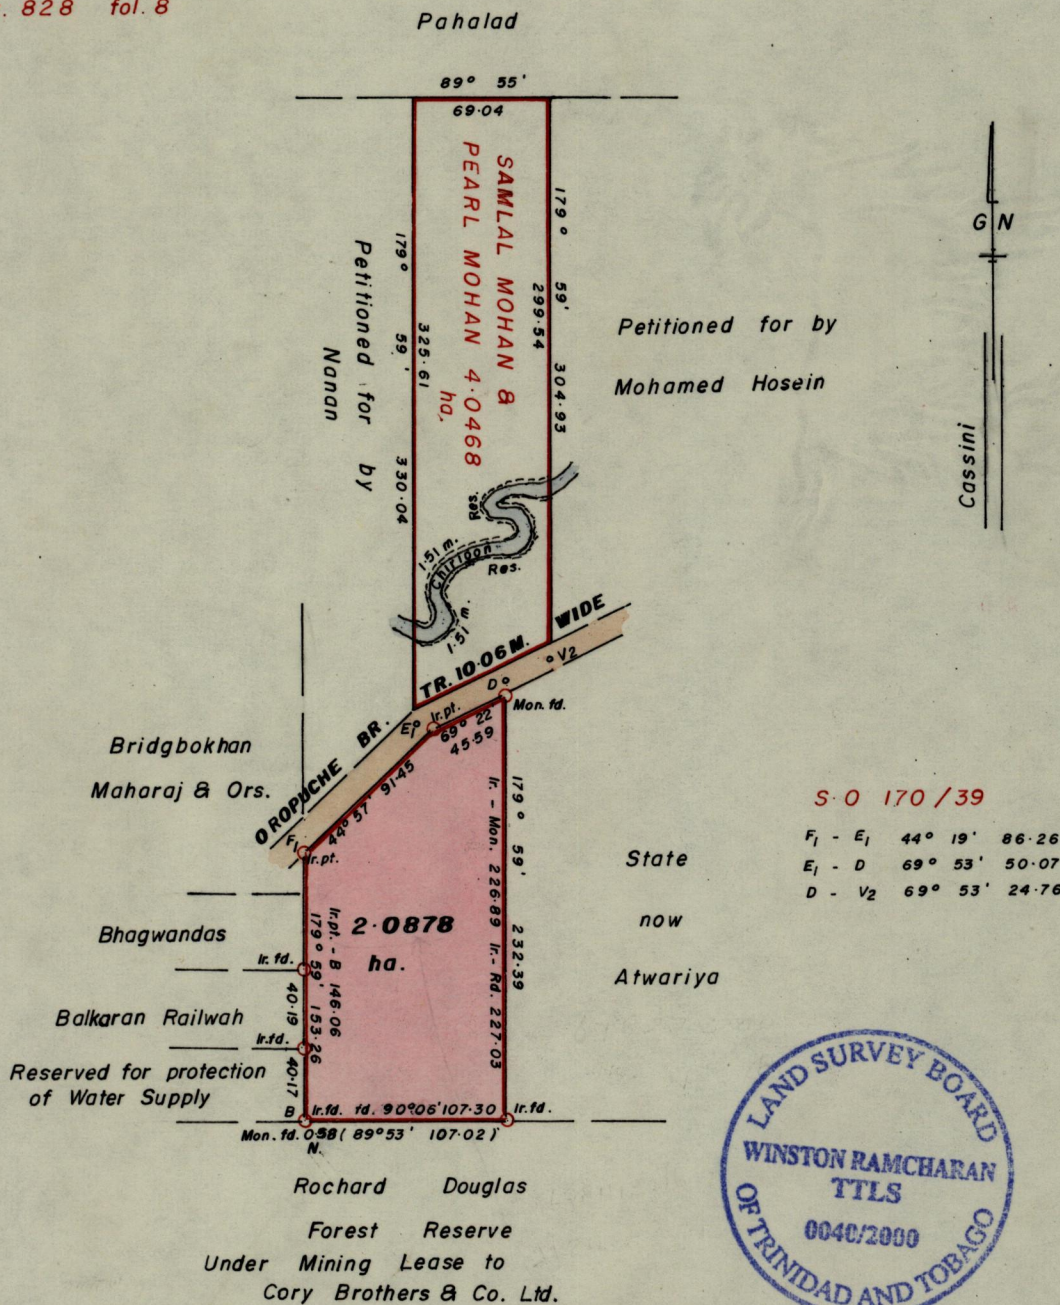 . 828 fol. 8
Pahalad
89° 55'
69·04
SAMLAL MOHAN &
PEARL MOHAN 4·0468
ha.
179° 59' 304·93
299·54
179° 59' 330·04
325·61
Petitioned for by
Nanan
Petitioned for by
Mohamed Hosein
G N
Cassini
Res.
1·51 m.
Chirloon
Res.
1·51 m.
OROPUCHE BR. TR. 10·06 M. WIDE
V2
D
Mon. fd.
E1
Ir.pt.
69° 22'
45·59
44° 57' 91·45
F1
Ir.pt.
Bridgbokhan
Maharaj & Ors.
Bhagwandas
Ir. fd.
40·19
Balkaran Railwah
Ir.fd.
40·17
Reserved for protection
of Water Supply
Ir.pt. - B 146·06
179° 59' 153·26
2·0878
ha.
179° 59' 232·39
Ir. - Mon. 226·89 Ir.- Rd. 227·03
State
now
Atwariya
S·O 170/39
F1 - E1 44° 19' 86·26
E1 - D 69° 53' 50·07
D - V2 69° 53' 24·76
B Ir.fd. fd. 90°06' 107·30 Ir.fd.
Mon. fd. 0·58 ( 89°53' 107·02 )
N.
Rochard Douglas
Forest Reserve
Under Mining Lease to
Cory Brothers & Co. Ltd.
LAND SURVEY BOARD
WINSTON RAMCHARAN
TTLS
0040/2000
OF TRINIDAD AND TOBAGO